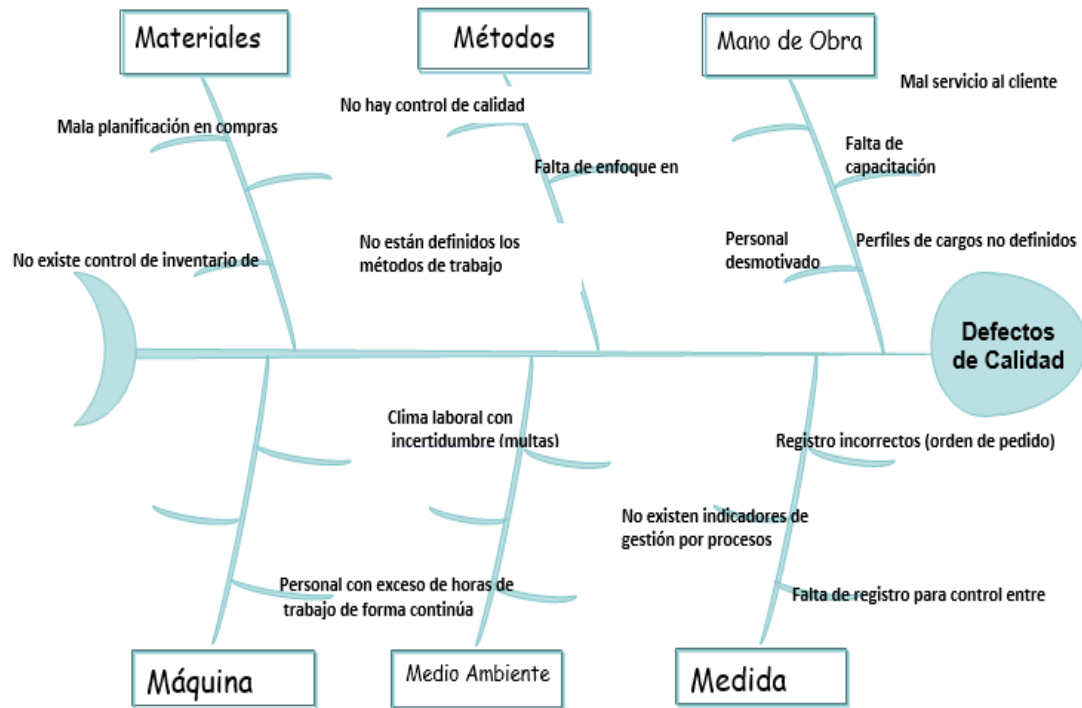 Materiales
Métodos
Mano de Obra
Mal servicio al cliente
No hay control de calidad
Mala planificación en compras
Falta de
capacitación
Falta de enfoque en
No están definidos los
métodos de trabajo
Personal
desmotivado
Perfiles de cargos no definidos
No existe control de inventario de
Defectos
de Calidad
Clima laboral con
incertidumbre (multas)
Registro incorrectos (orden de pedido)
No existen indicadores de
gestión por procesos
Personal con exceso de horas de
trabajo de forma continúa
Falta de registro para control entre
Máquina
Medio Ambiente
Medida